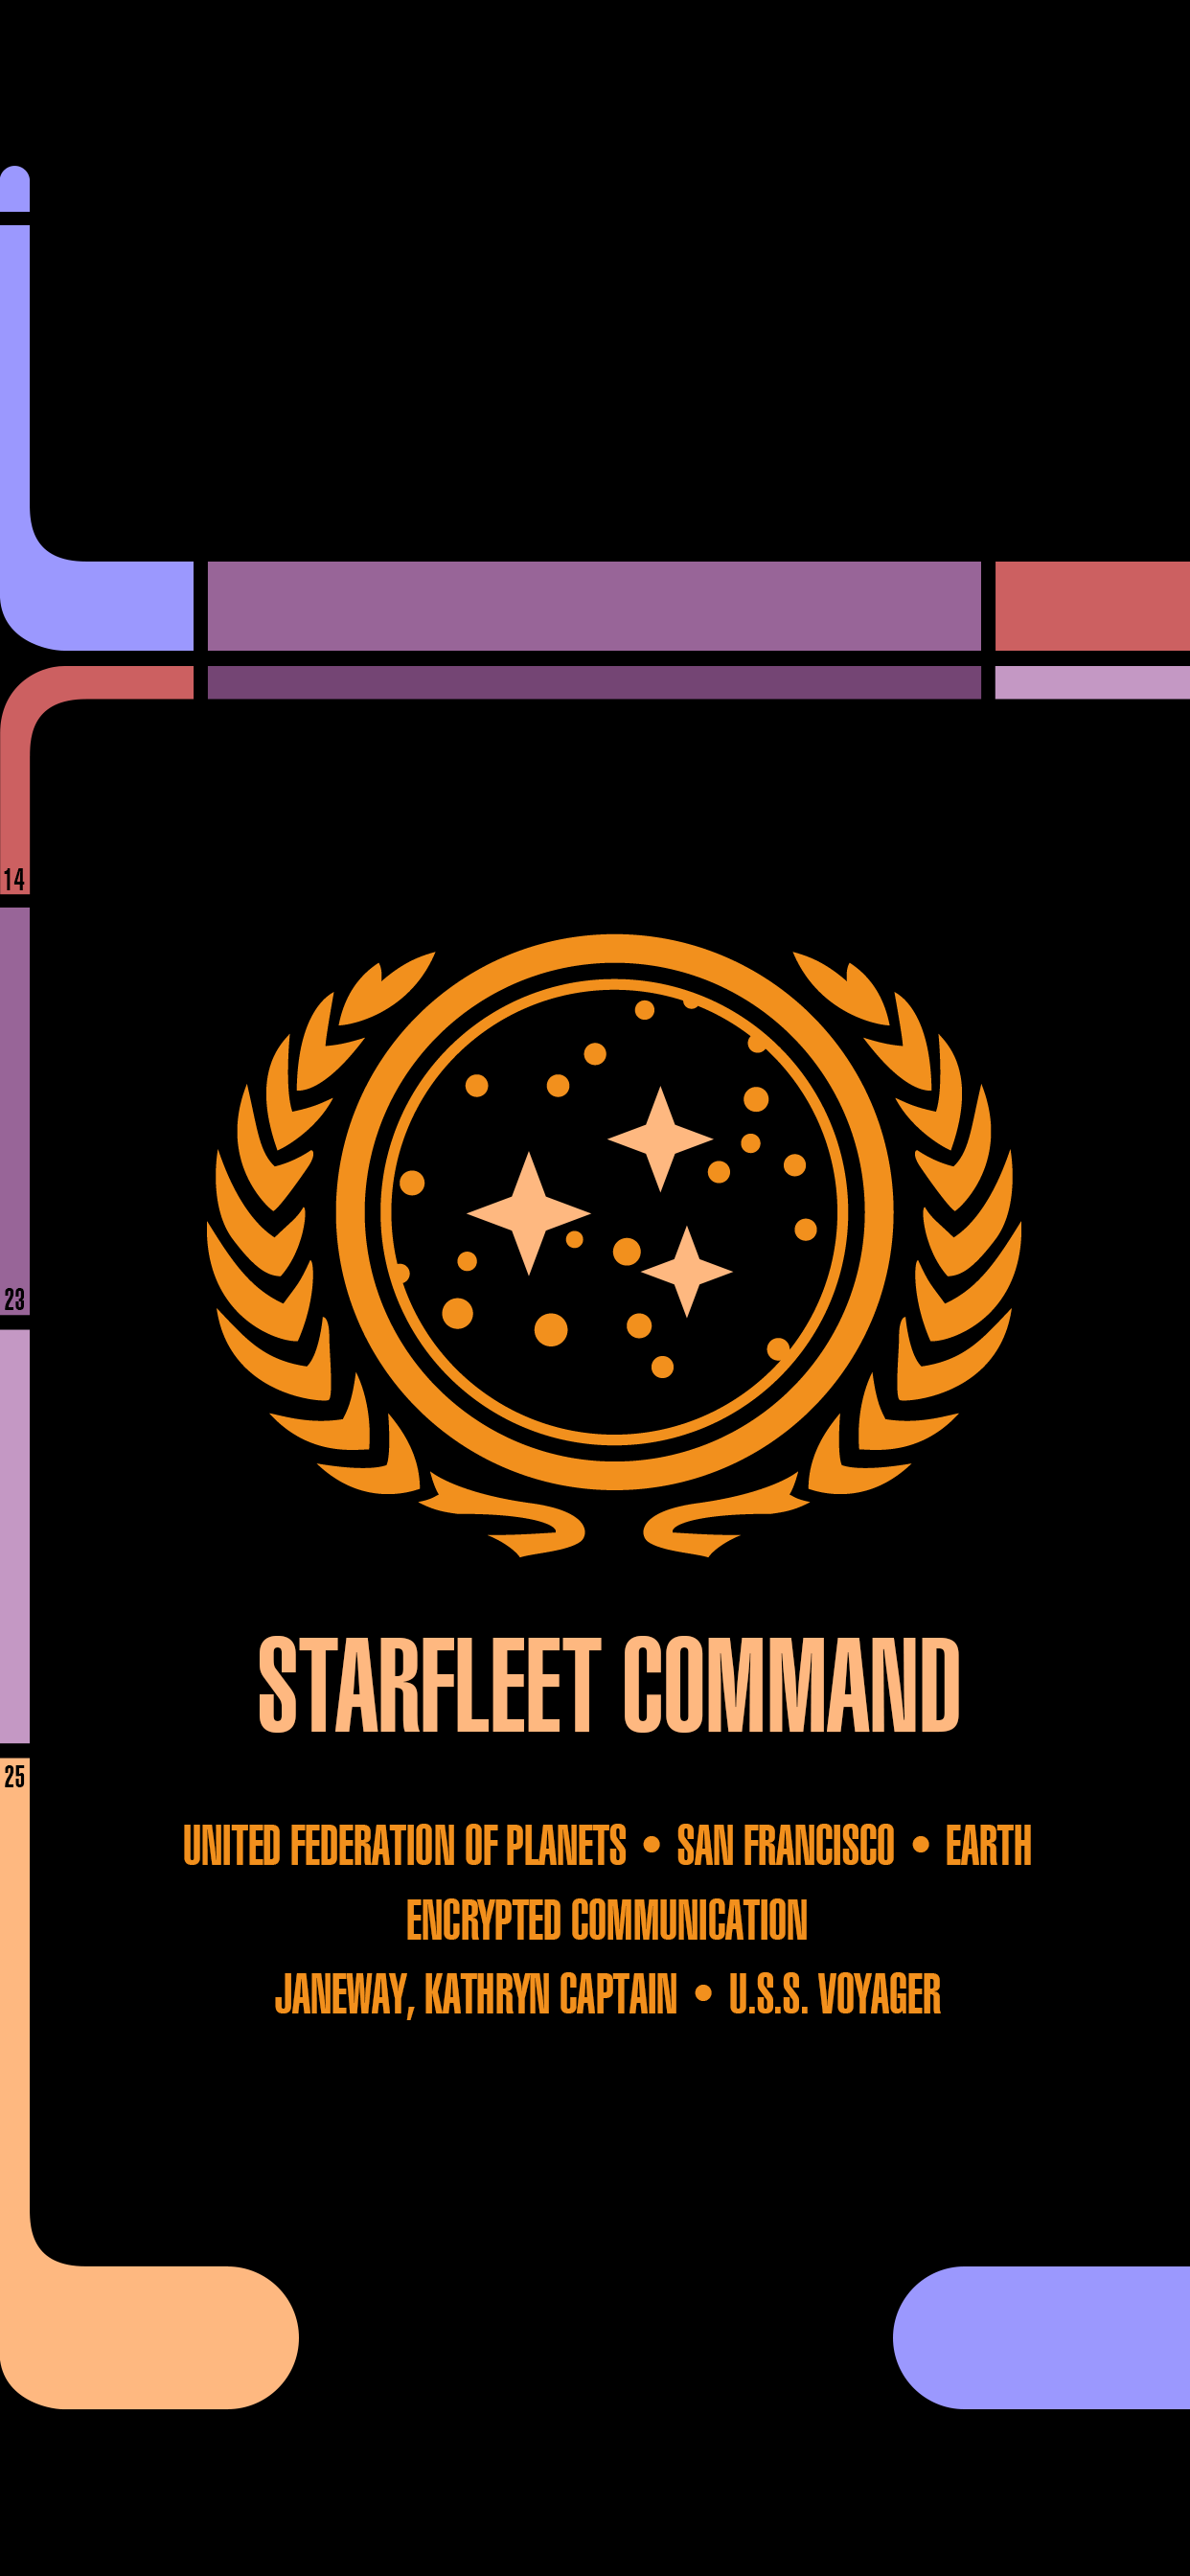 14
23
STARFLEET COMMAND
25
UNITED FEDERATION OF PLANETS • SAN FRANCISCO • EARTH
ENCRYPTED COMMUNICATION
JANEWAY, KATHRYN CAPTAIN • U.S.S. VOYAGER